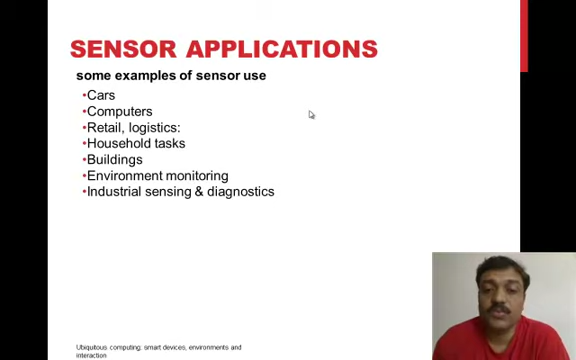 SENSOR APPLICATIONS
some examples of sensor use
•Cars
•Computers
•Retail, logistics:
•Household tasks
•Buildings
•Environment monitoring
•Industrial sensing & diagnostics
Ubiquitous computing: smart devices, environments and
interaction